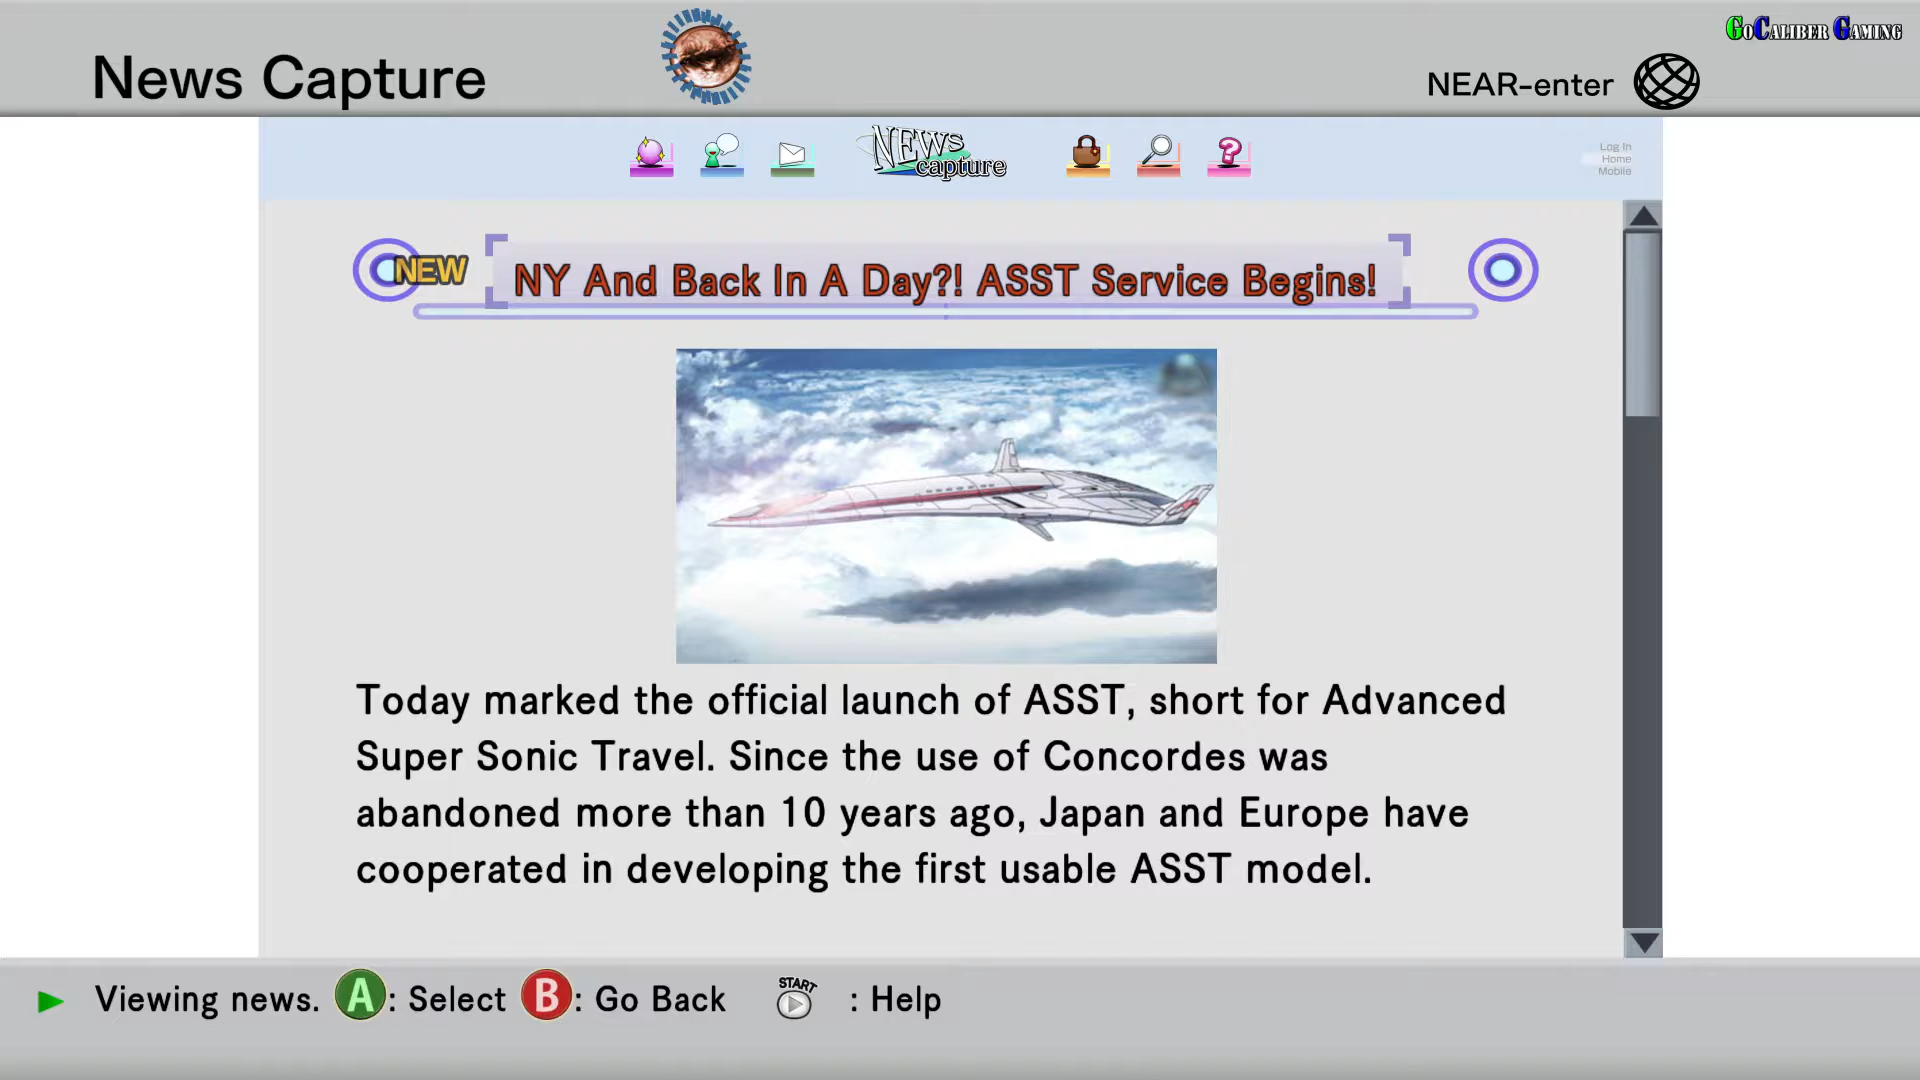 GoCaliber Gaming
News Capture
NEAR-enter
NEWS
capture
Log In
Home
Mobile
NEW
NY And Back In A Day?! ASST Service Begins!
Today marked the official launch of ASST, short for Advanced
Super Sonic Travel. Since the use of Concordes was
abandoned more than 10 years ago, Japan and Europe have
cooperated in developing the first usable ASST model.
Viewing news. A: Select B: Go Back START : Help